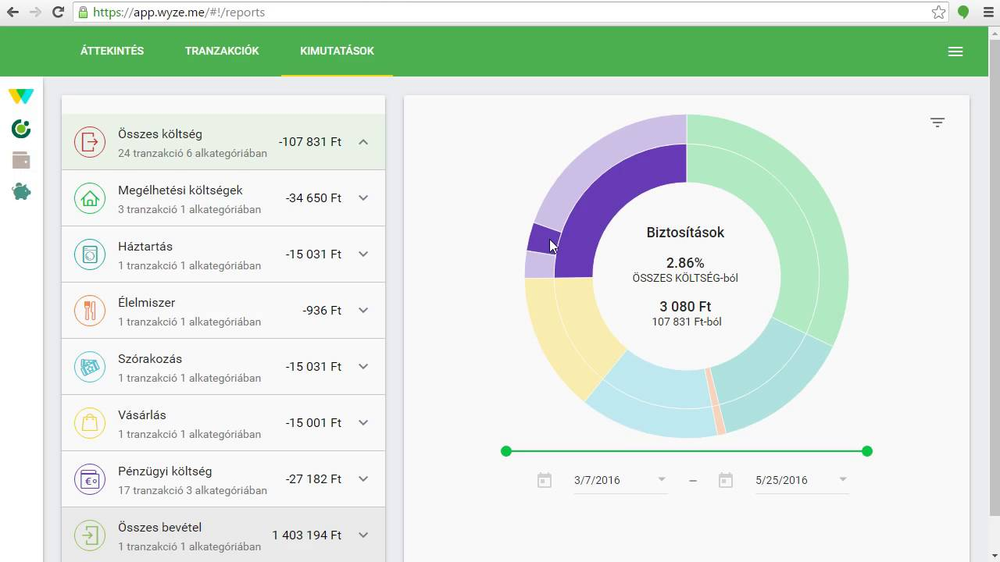 https://app.wyze.me/#!/reports
ÁTTEKINTÉS
TRANZAKCIÓK
KIMUTATÁSOK
Összes költség
-107 831 Ft
24 tranzakció 6 alkategóriában
Megélhetési költségek
-34 650 Ft
3 tranzakció 1 alkategóriában
Háztartás
-15 031 Ft
1 tranzakció 1 alkategóriában
Élelmiszer
-936 Ft
1 tranzakció 1 alkategóriában
Szórakozás
-15 031 Ft
1 tranzakció 1 alkategóriában
Vásárlás
-15 001 Ft
1 tranzakció 1 alkategóriában
Pénzügyi költség
-27 182 Ft
17 tranzakció 3 alkategóriában
Összes bevétel
1 403 194 Ft
1 tranzakció 1 alkategóriában
Biztosítások
2.86%
ÖSSZES KÖLTSÉG-ból
3 080 Ft
107 831 Ft-ból
3/7/2016
–
5/25/2016